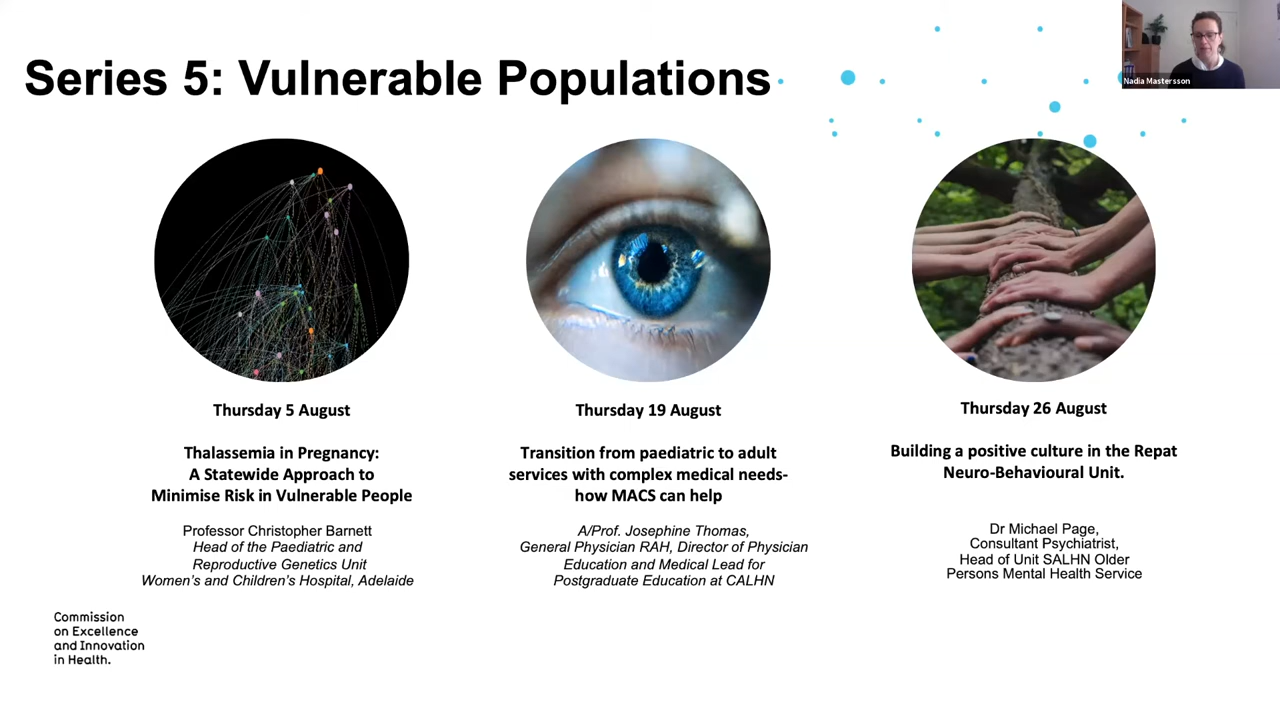 Series 5: Vulnerable Populations
Nadia Mastersson
Thursday 5 August
Thalassemia in Pregnancy:
A Statewide Approach to
Minimise Risk in Vulnerable People
Professor Christopher Barnett
Head of the Paediatric and
Reproductive Genetics Unit
Women's and Children's Hospital, Adelaide
Thursday 19 August
Transition from paediatric to adult
services with complex medical needs-
how MACS can help
A/Prof. Josephine Thomas,
General Physician RAH, Director of Physician
Education and Medical Lead for
Postgraduate Education at CALHN
Thursday 26 August
Building a positive culture in the Repat
Neuro-Behavioural Unit.
Dr Michael Page,
Consultant Psychiatrist,
Head of Unit SALHN Older
Persons Mental Health Service
Commission
on Excellence
and Innovation
in Health.